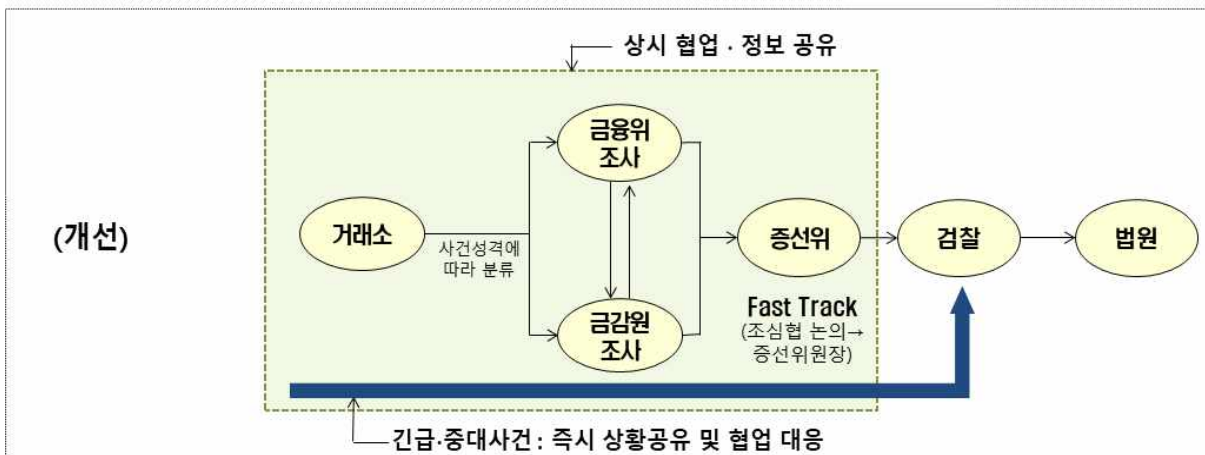 상시 협업 · 정보 공유
금융위
조사
(개선)
거래소
사건성격에
따라 분류
증선위
검찰
법원
금감원
조사
Fast Track
(조심협 논의→
증선위원장)
긴급·중대사건 : 즉시 상황공유 및 협업 대응